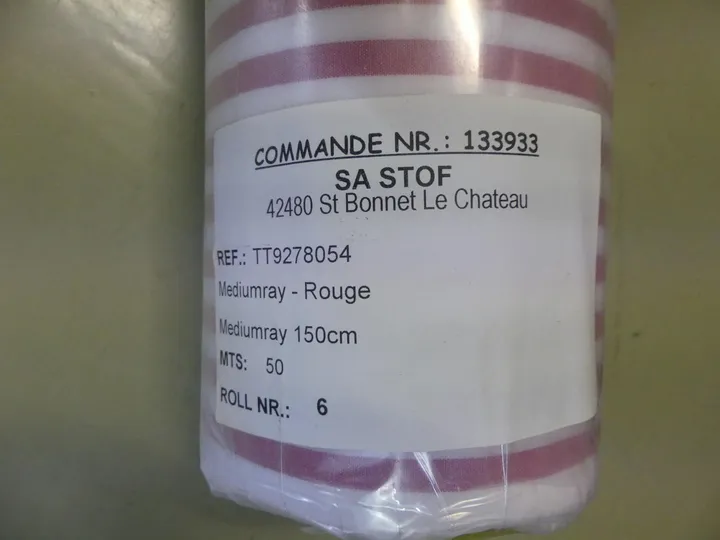 COMMANDE NR.: 133933
SA STOF
42480 St Bonnet Le Chateau
REF.: TT9278054
Mediumray - Rouge
Mediumray 150cm
MTS: 50
ROLL NR.: 6